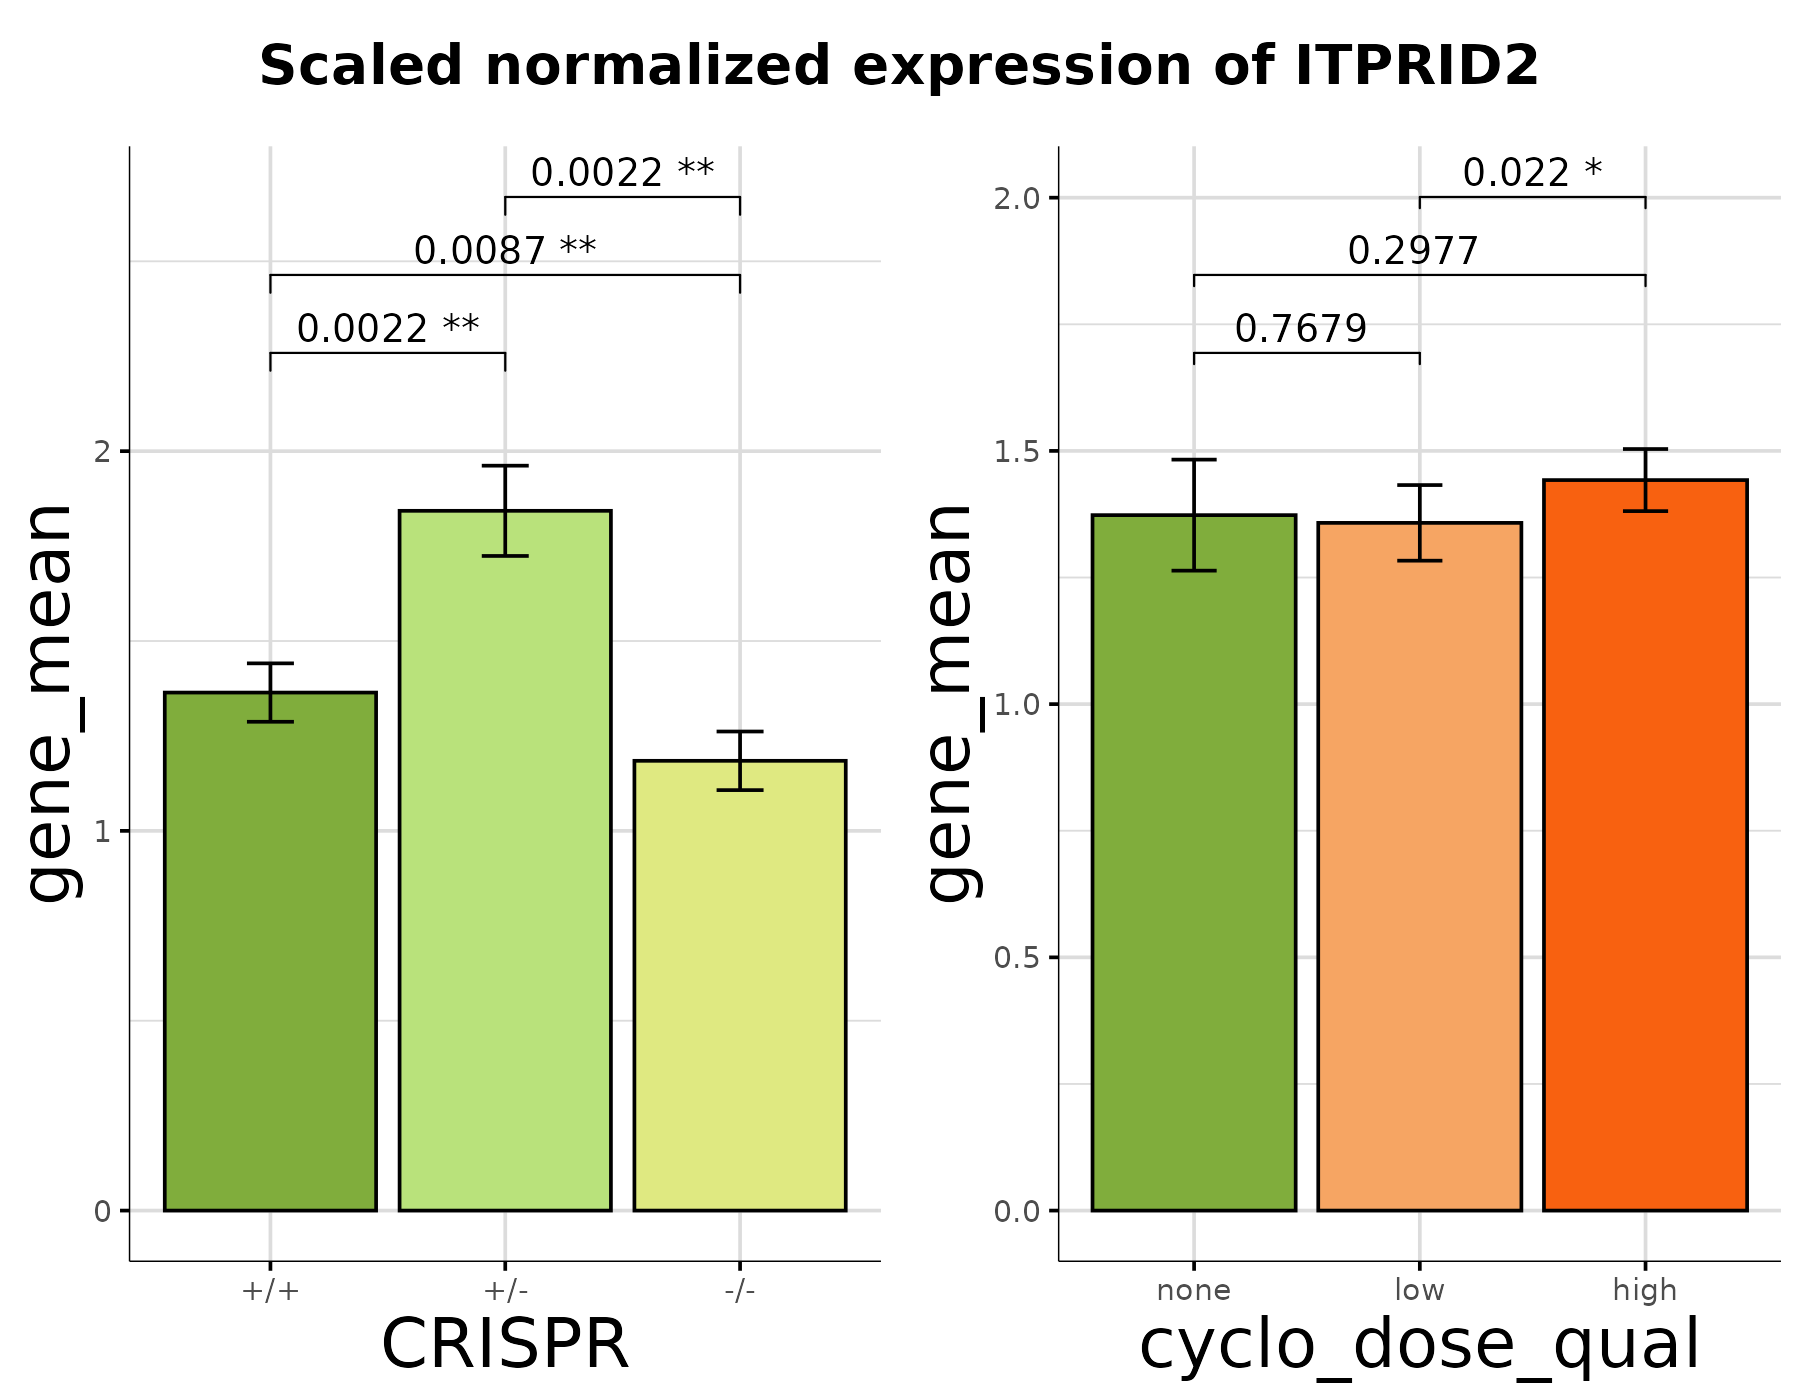 Scaled normalized expression of ITPRID2
gene_mean
2
1
0
0.0022 **
0.0087 **
0.0022 **
+/+
+/-
-/-
CRISPR
gene_mean
2.0
1.5
1.0
0.5
0.0
0.022 *
0.2977
0.7679
none
low
high
cyclo_dose_qual